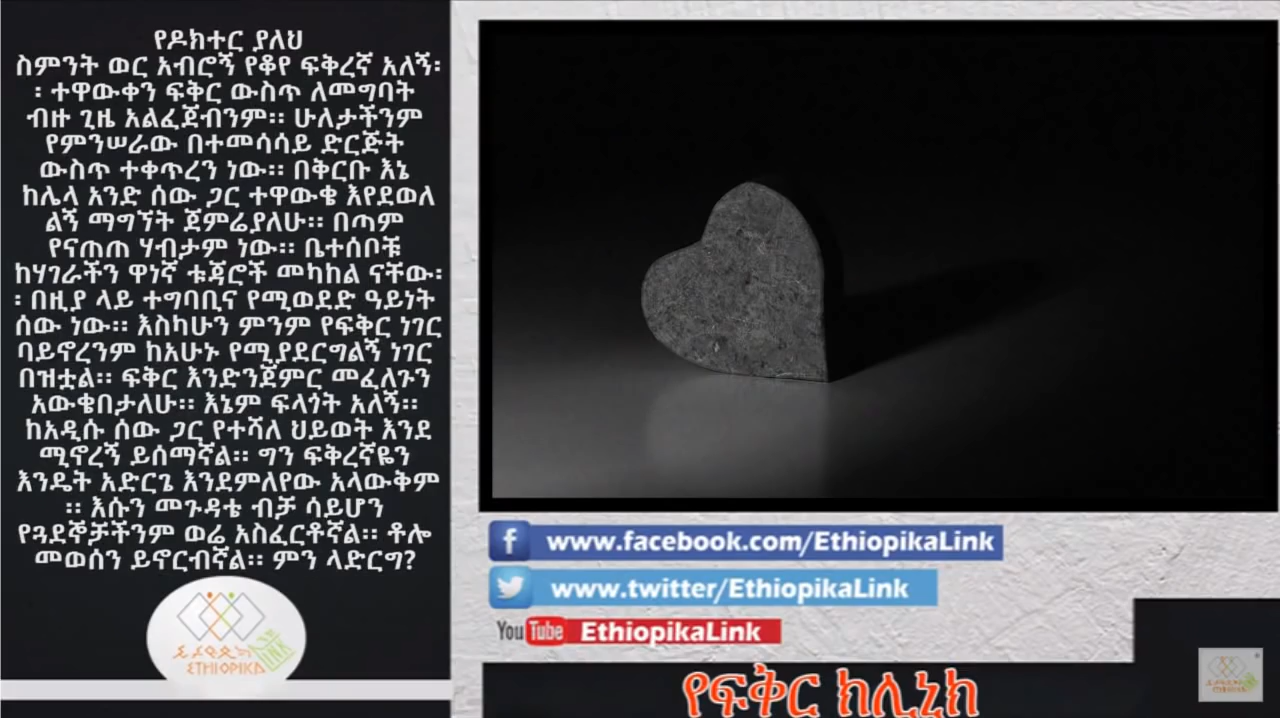 የዶክተር ያለህ
ስምንት ወር አብሮኝ የቆየ ፍቅረኛ አለኝ፡
፡ ተዋውቀን ፍቅር ውስጥ ለመግባት
ብዙ ጊዜ አልፈጀብንም፡፡ ሁለታችንም
የምንሠራው በተመሳሳይ ድርጅት
ውስጥ ተቀጥረን ነው፡፡ በቅርቡ እኔ
ከሌላ አንድ ሰው ጋር ተዋውቄ እየደወለ
ልኝ ማግኘት ጀምሬያለሁ፡፡ በጣም
የናጠጠ ሃብታም ነው፡፡ ቤተሰቦቹ
ከሃገራችን ዋነኛ ቱጃሮች መካከል ናቸው፡
፡ በዚያ ላይ ተግባቢና የሚወደድ ዓይነት
ሰው ነው፡፡ እስካሁን ምንም የፍቅር ነገር
ባይኖረንም ከአሁኑ የሚያደርግልኝ ነገር
በዝቷል፡፡ ፍቅር እንድንጀምር መፈለጉን
አውቄበታለሁ፡፡ እኔም ፍላጎት አለኝ፡፡
ከአዲሱ ሰው ጋር የተሻለ ህይወት እንደ
ሚኖረኝ ይሰማኛል፡፡ ግን ፍቅረኛዬን
እንዴት አድርጌ እንደምለየው አላውቅም
፡፡ እሱን መጉዳቴ ብቻ ሳይሆን
የጓደኞቻችንም ወሬ አስፈርቶኛል፡፡ ቶሎ
መወሰን ይኖርብኛል፡፡ ምን ላድርግ?
ETHIOPIKA
LINK
www.facebook.com/EthiopikaLink
www.twitter/EthiopikaLink
YouTube EthiopikaLink
የፍቅር ክሊኒክ